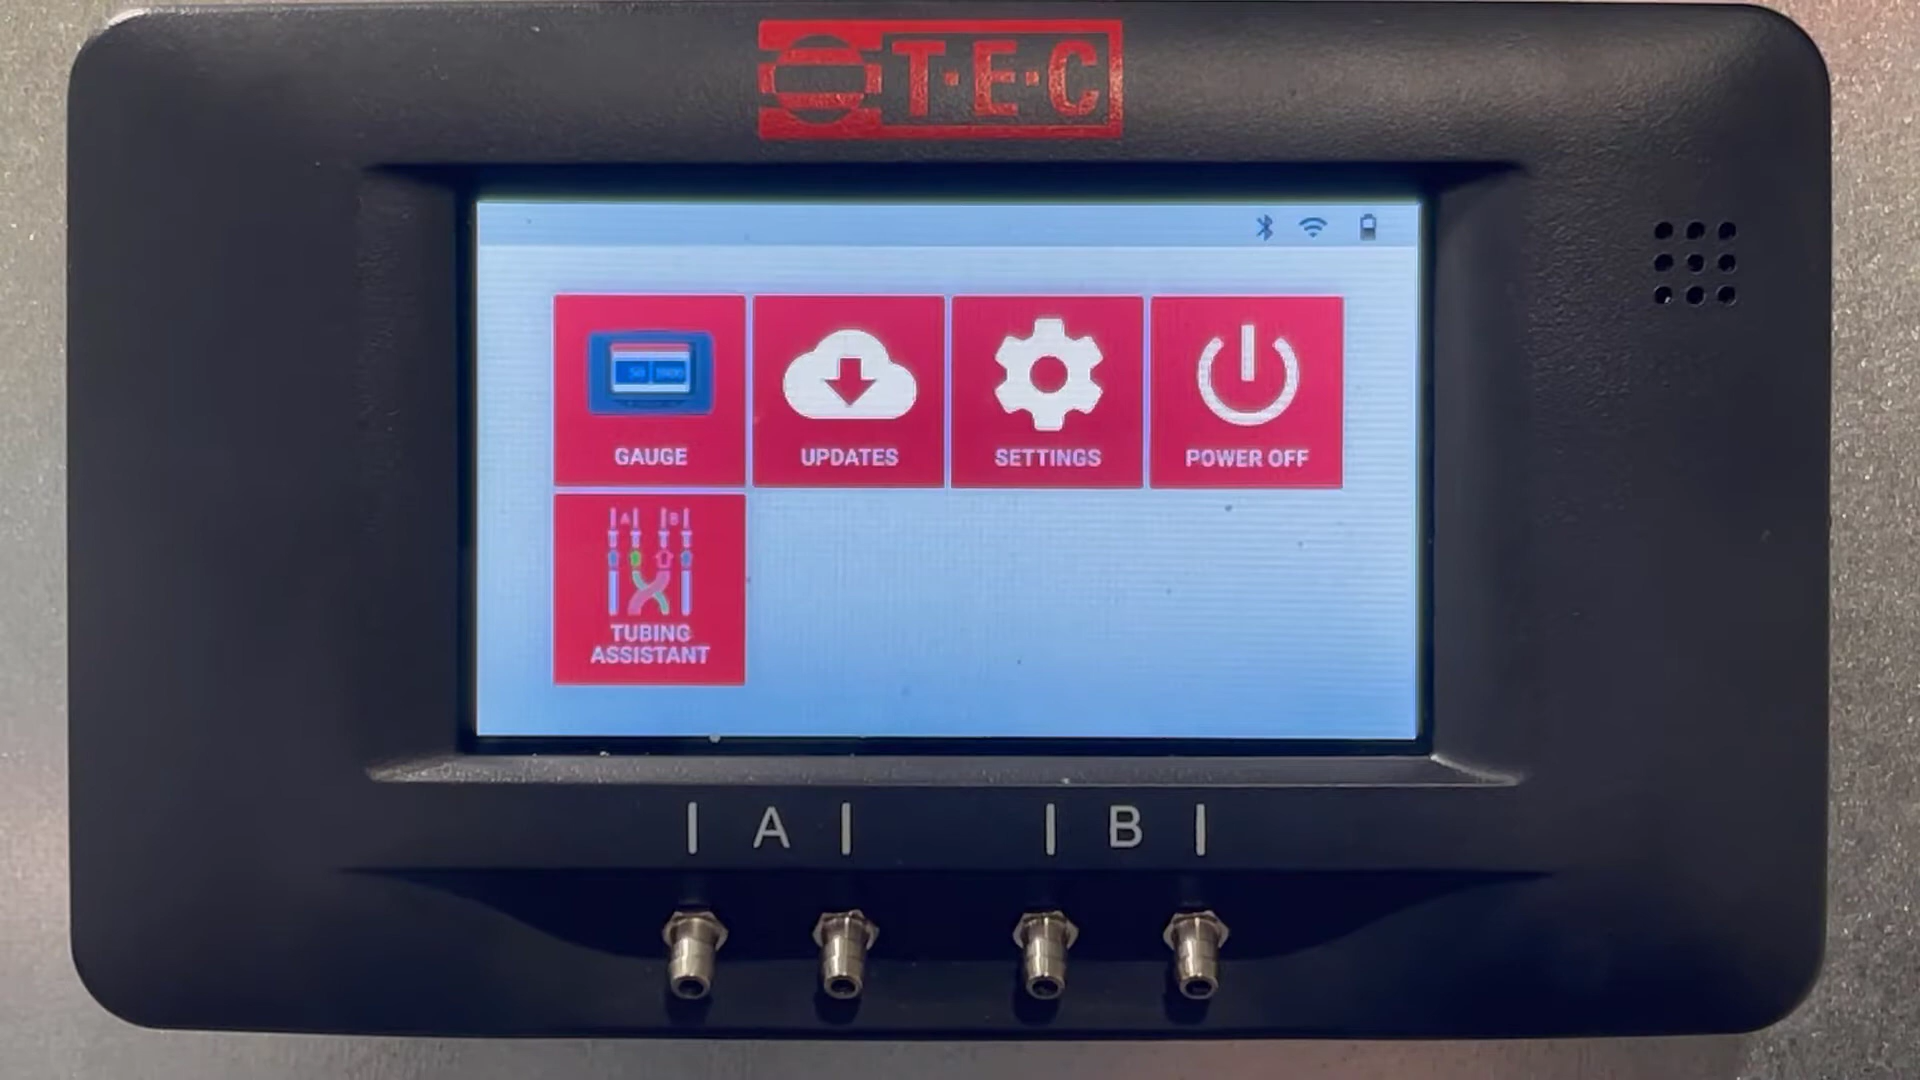 T·E·C
GAUGE
UPDATES
SETTINGS
POWER OFF
A
B
TUBING
ASSISTANT
A
B